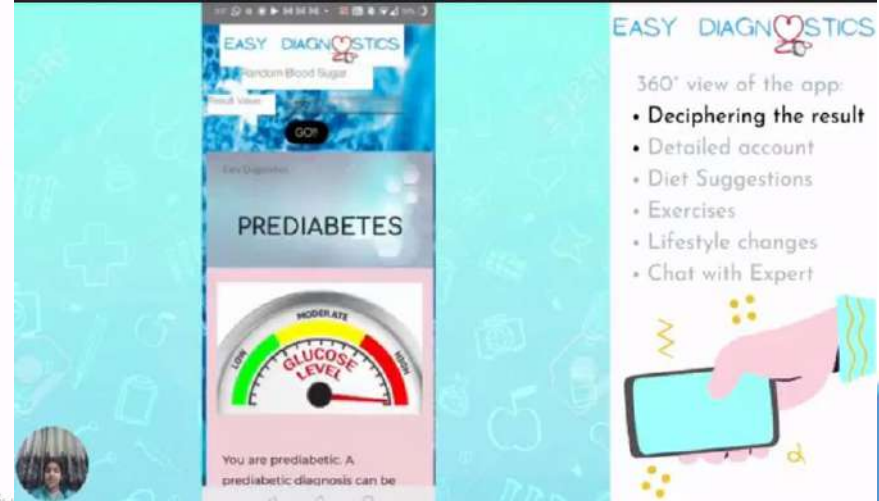 EASY DIAGNOSTICS
Random Blood Sugar
Result Value:
GO!!
Easy Diagnostics
PREDIABETES
LOW
MODERATE
HIGH
GLUCOSE
LEVEL
You are prediabetic. A
prediabetic diagnosis can be
EASY DIAGNOSTICS
360° view of the app:
• Deciphering the result
• Detailed account
• Diet Suggestions
• Exercises
• Lifestyle changes
• Chat with Expert